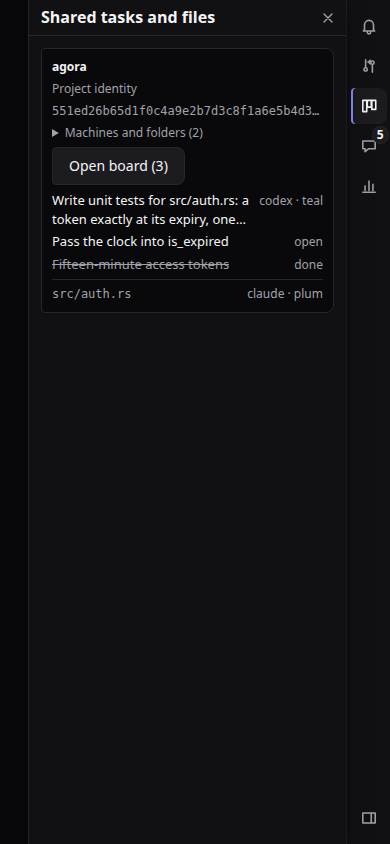 Shared tasks and files
agora
Project identity
551ed26b65d1f0c4a9e2b7d3c8f1a6e5b4d3…
Machines and folders (2)
5
Open board (3)
Write unit tests for src/auth.rs: a codex · teal
token exactly at its expiry, one…
Pass the clock into is_expired open
Fifteen-minute access tokens done
src/auth.rs claude · plum